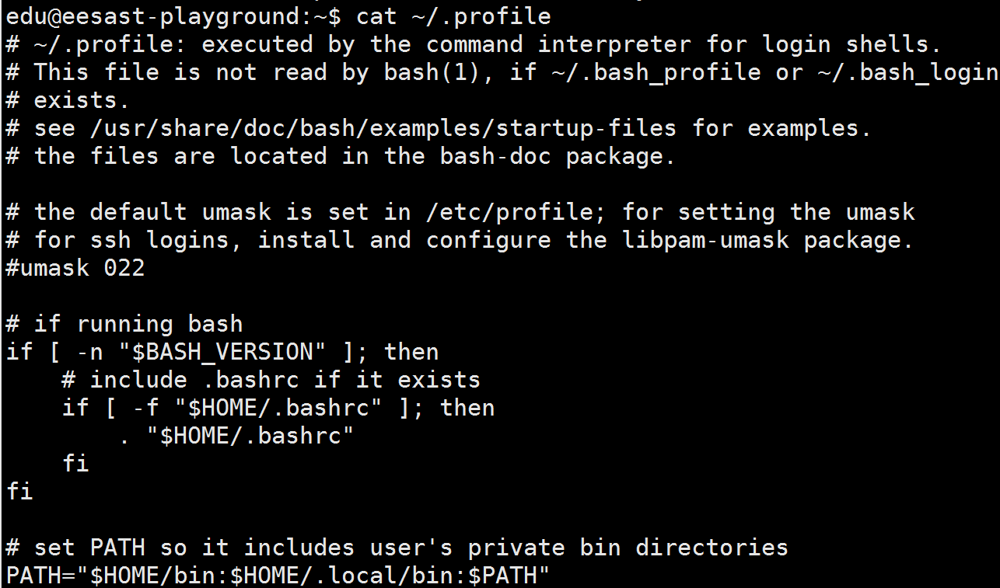 edu@eesast-playground:~$ cat ~/.profile
# ~/.profile: executed by the command interpreter for login shells.
# This file is not read by bash(1), if ~/.bash_profile or ~/.bash_login
# exists.
# see /usr/share/doc/bash/examples/startup-files for examples.
# the files are located in the bash-doc package.

# the default umask is set in /etc/profile; for setting the umask
# for ssh logins, install and configure the libpam-umask package.
#umask 022

# if running bash
if [ -n "$BASH_VERSION" ]; then
    # include .bashrc if it exists
    if [ -f "$HOME/.bashrc" ]; then
        . "$HOME/.bashrc"
    fi
fi

# set PATH so it includes user's private bin directories
PATH="$HOME/bin:$HOME/.local/bin:$PATH"